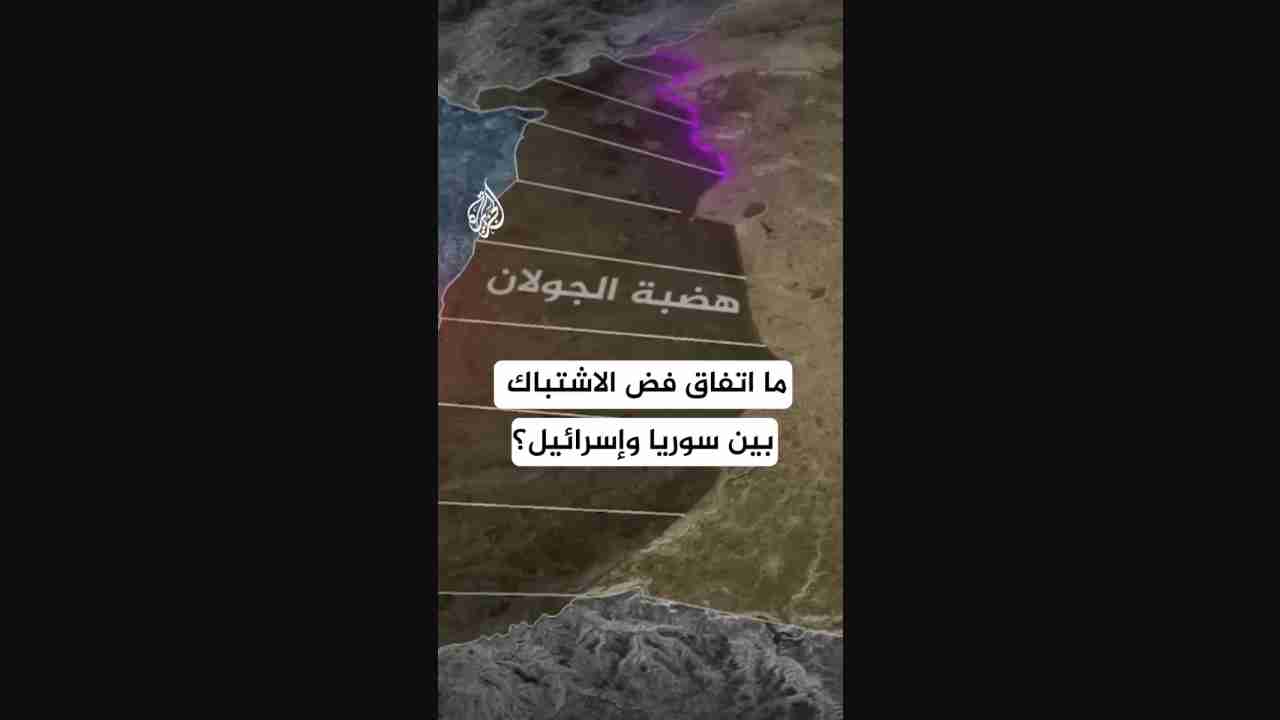 هضبة الجولان
ما اتفاق فض الاشتباك
بين سوريا وإسرائيل؟